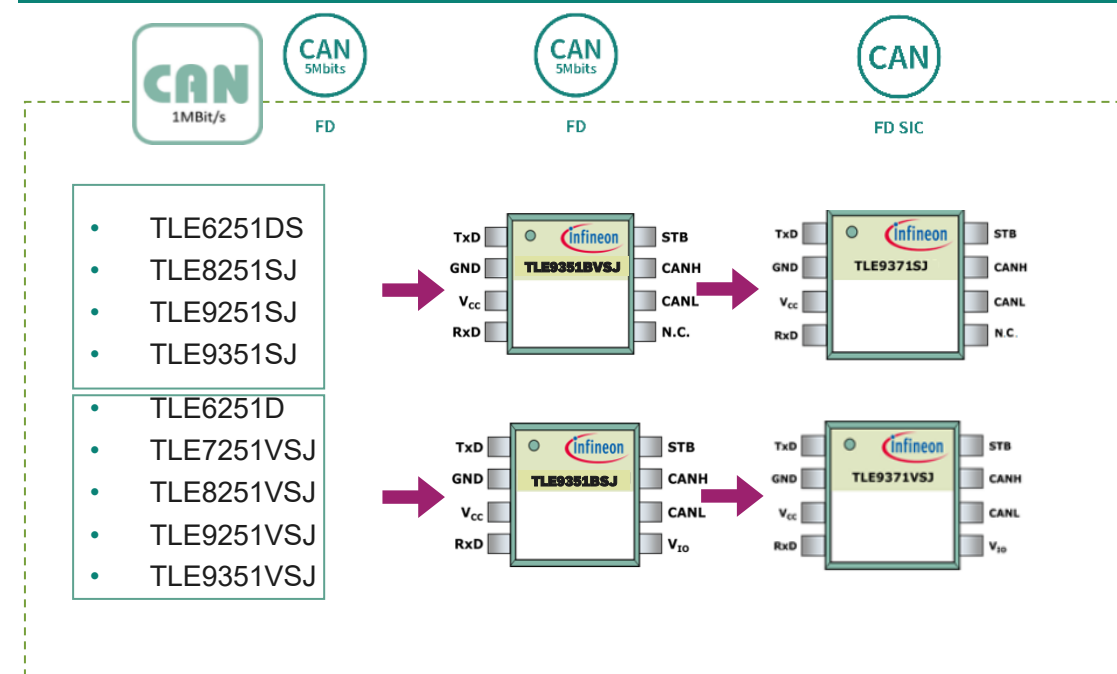 CAN
1MBit/s
CAN
5Mbits
FD
CAN
5Mbits
FD
CAN
FD SIC
• TLE6251DS
• TLE8251SJ
• TLE9251SJ
• TLE9351SJ
TxD
GND
Vcc
RxD
infineon
TLE9351BVSJ
STB
CANH
CANL
N.C.
TxD
GND
Vcc
RxD
infineon
TLE9371SJ
STB
CANH
CANL
N.C.
• TLE6251D
• TLE7251VSJ
• TLE8251VSJ
• TLE9251VSJ
• TLE9351VSJ
TxD
GND
Vcc
RxD
infineon
TLE9351BSJ
STB
CANH
CANL
VIO
TxD
GND
Vcc
RxD
infineon
TLE9371VSJ
STB
CANH
CANL
VIO